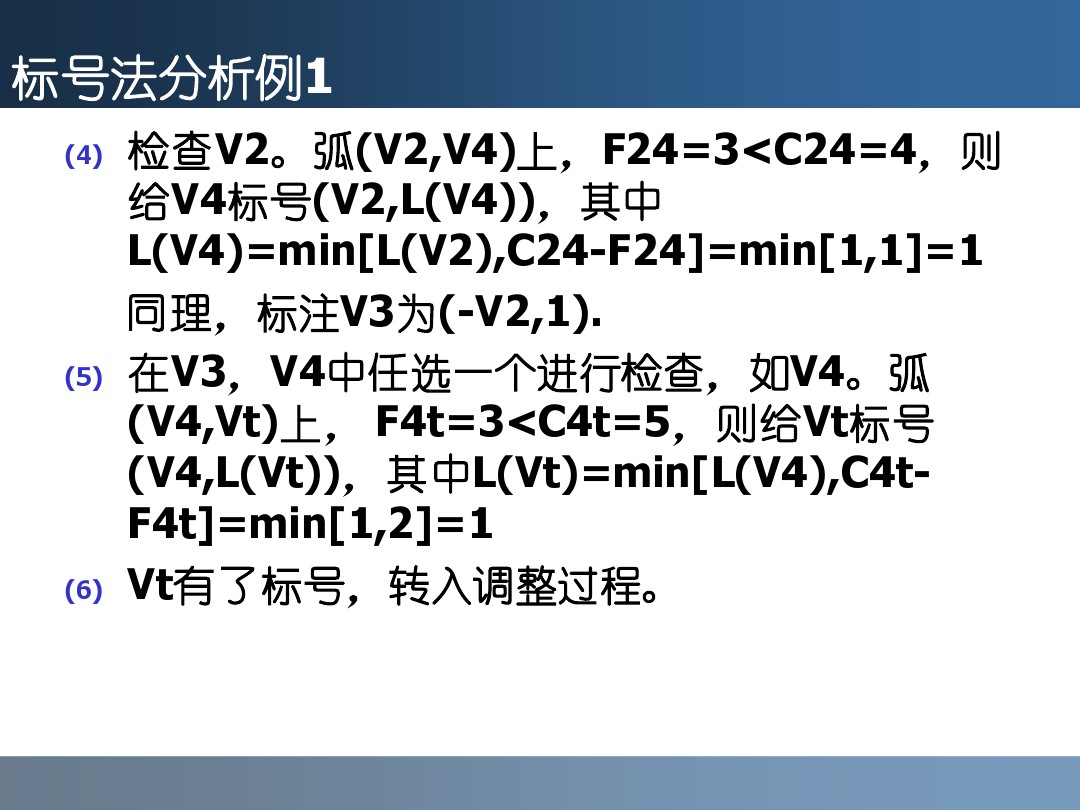 标号法分析例1
(4) 检查V2。弧(V2,V4)上，F24=3<C24=4，则
给V4标号(V2,L(V4))，其中
L(V4)=min[L(V2),C24-F24]=min[1,1]=1
同理，标注V3为(-V2,1).
(5) 在V3，V4中任选一个进行检查，如V4。弧
(V4,Vt)上， F4t=3<C4t=5，则给Vt标号
(V4,L(Vt))，其中L(Vt)=min[L(V4),C4t-
F4t]=min[1,2]=1
(6) Vt有了标号，转入调整过程。